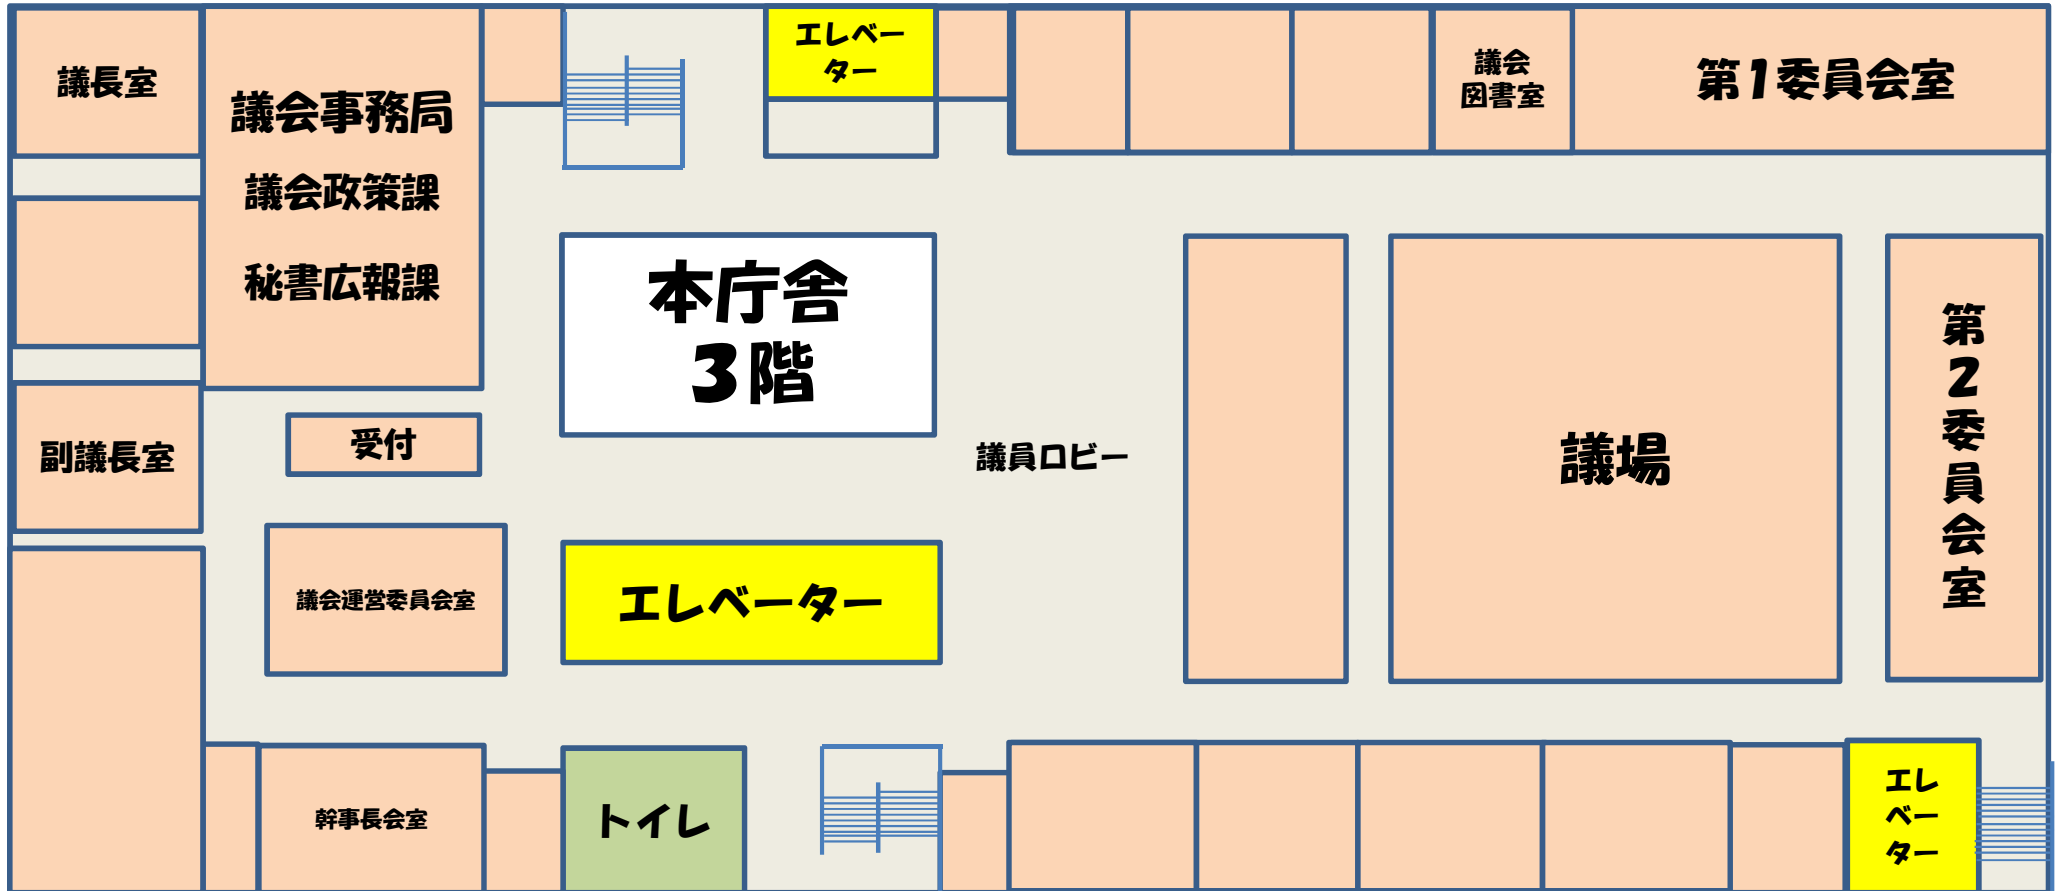 議長室
議会事務局
議会政策課
秘書広報課
エレベー
ター
議会
図書室
第1委員会室
本庁舎
3階
副議長室
受付
議員ロビー
議場
第
2
委
員
会
室
議会運営委員会室
エレベーター
幹事長会室
トイレ
エレ
ベー
ター